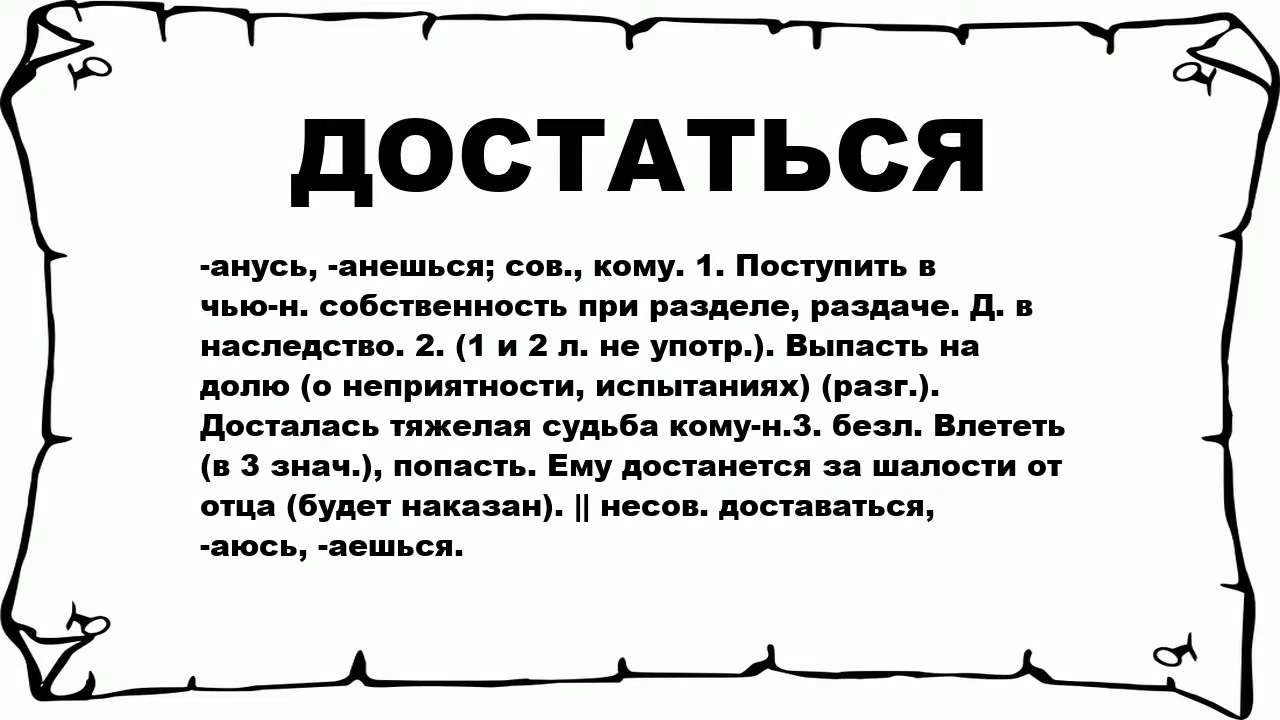 ДОСТАТЬСЯ
-анусь, -анешься; сов., кому. 1. Поступить в
чью-н. собственность при разделе, раздаче. Д. в
наследство. 2. (1 и 2 л. не употр.). Выпасть на
долю (о неприятности, испытаниях) (разг.).
Досталась тяжелая судьба кому-н.3. безл. Влететь
(в 3 знач.), попасть. Ему достанется за шалости от
отца (будет наказан). || несов. доставаться,
-аюсь, -аешься.